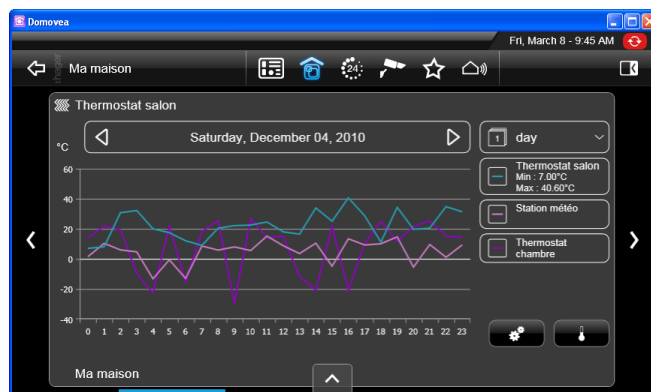 Domovea
Fri, March 8 - 9:45 AM
:hager
Ma maison
24
Thermostat salon
°C
Saturday, December 04, 2010
1
day
60
40
20
0
-20
-40
0 1 2 3 4 5 6 7 8 9 10 11 12 13 14 15 16 17 18 19 20 21 22 23
Thermostat salon
Min : 7.00°C
Max : 40.60°C
Station météo
Thermostat
chambre
Ma maison